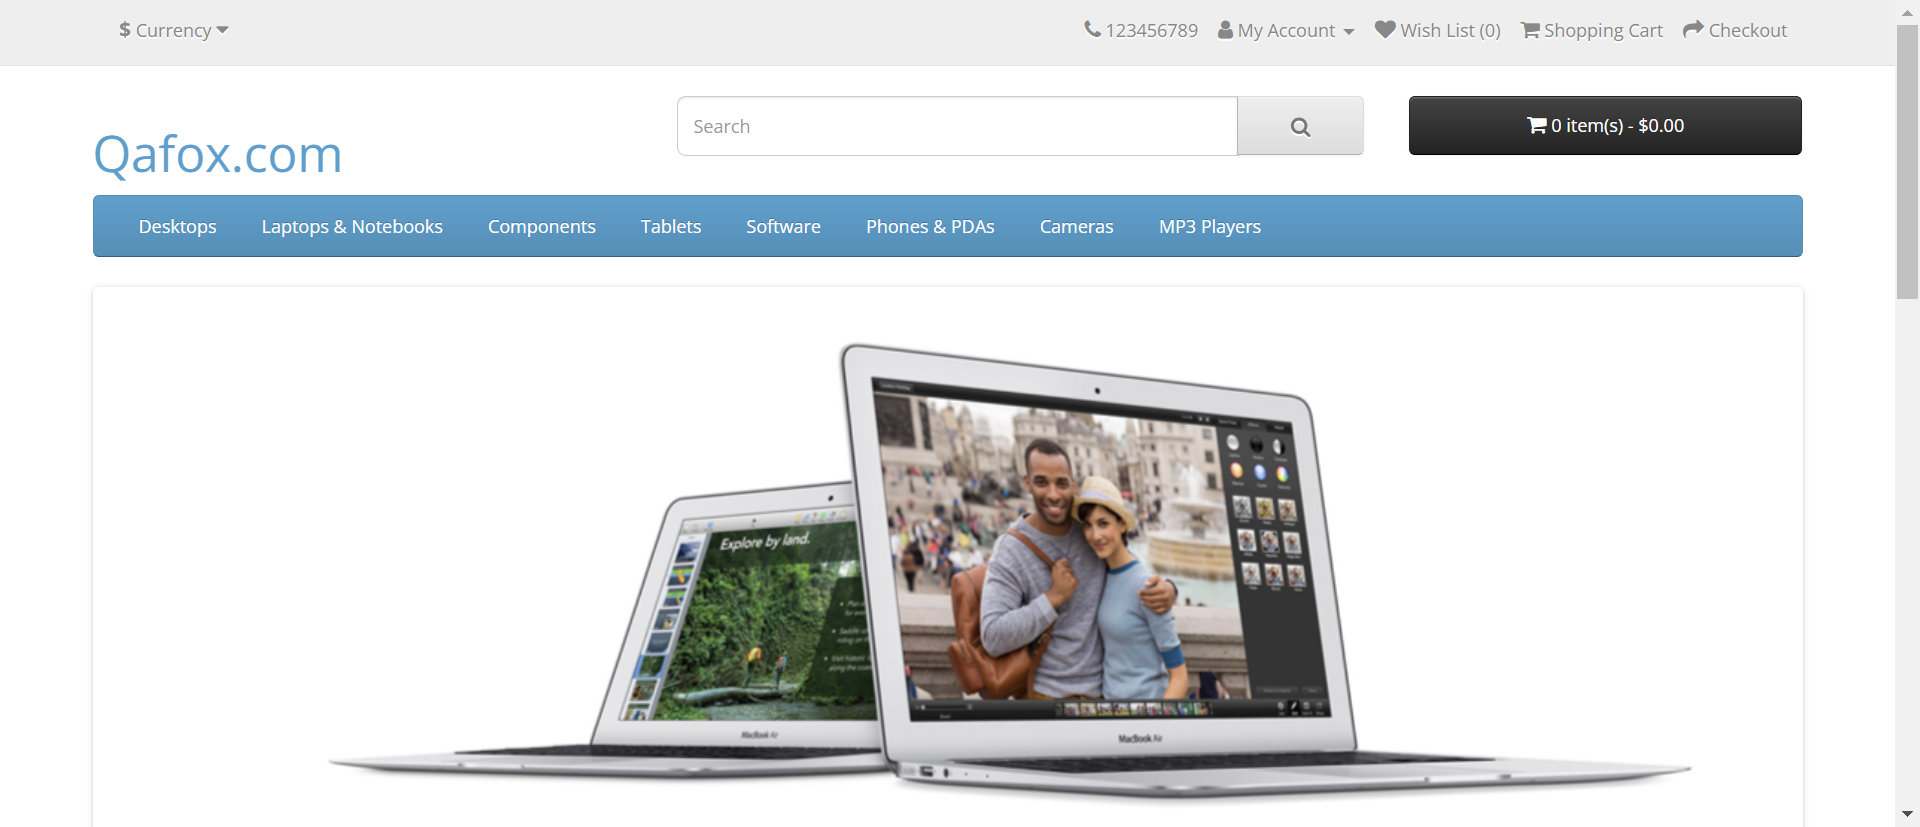 $ Currency
123456789 My Account Wish List (0) Shopping Cart Checkout
Search
0 item(s) - $0.00
Qafox.com
Desktops Laptops & Notebooks Components Tablets Software Phones & PDAs Cameras MP3 Players
Explore by land.
MacBook Air
MacBook Air